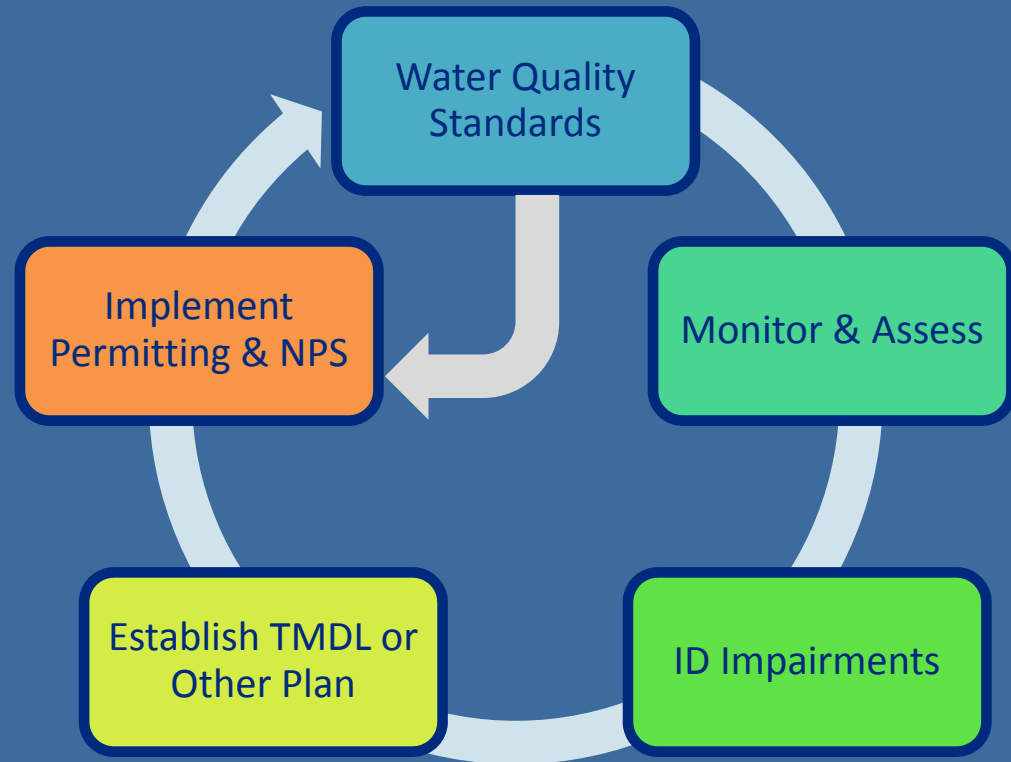 Water Quality
Standards
Monitor & Assess
ID Impairments
Establish TMDL or
Other Plan
Implement
Permitting & NPS